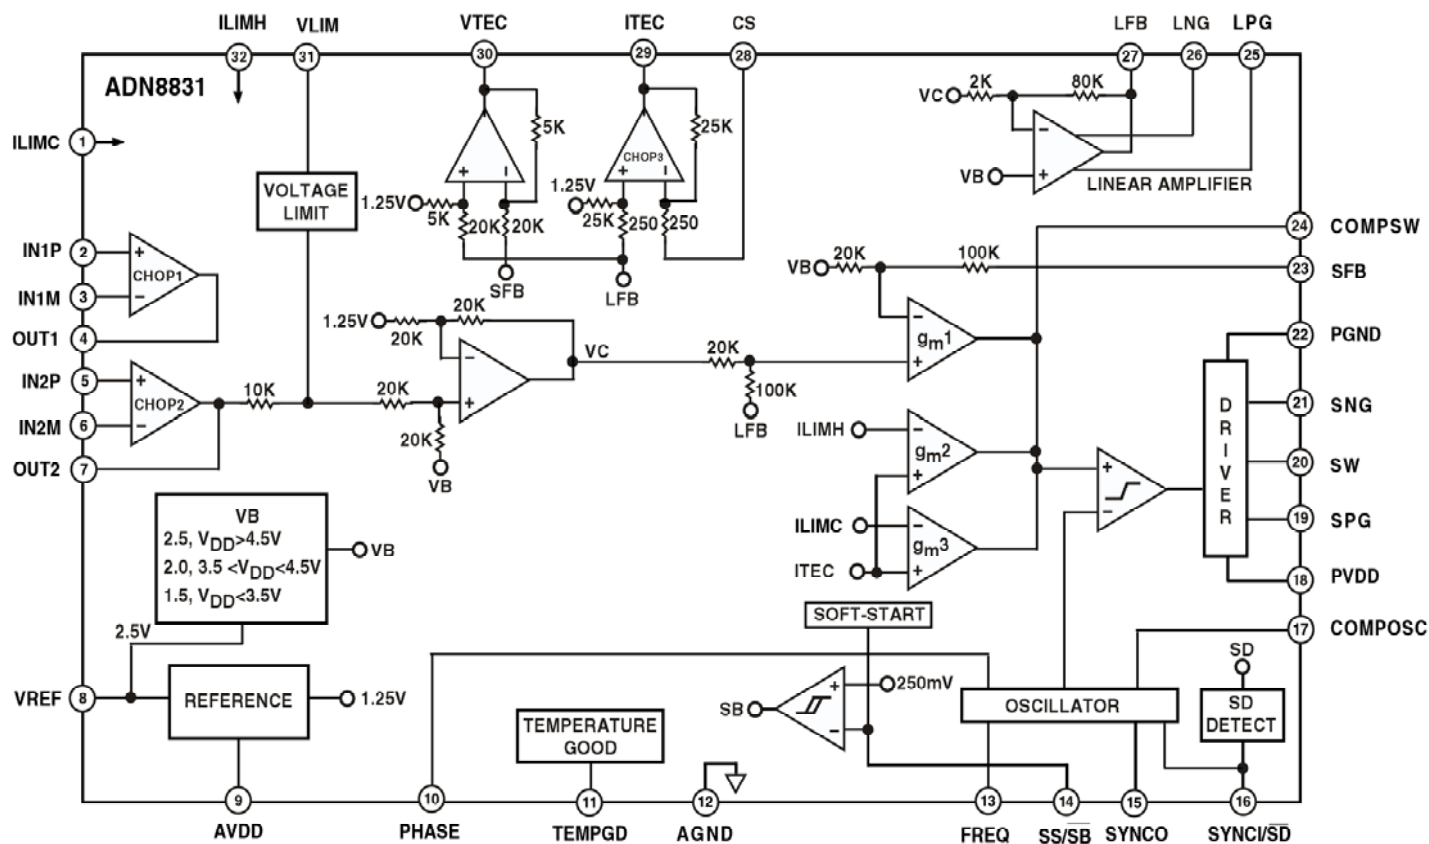 ILIMH VLIM VTEC ITEC CS LFB LNG LPG
32 31 30 29 28 27 26 25
ADN8831
ILIMC 1
VC 2K 80K
5K 25K
CHOP3
VB
LINEAR AMPLIFIER
VOLTAGE
LIMIT
1.25V
5K 20K 20K
1.25V
25K 250 250
SFB
LFB
24 COMPSW
IN1P 2
CHOP1
IN1M 3
OUT1 4
VB 20K 100K 23 SFB
1.25V 20K 20K
VC
20K
100K
LFB
gm1
22 PGND
IN2P 5
CHOP2
IN2M 6
OUT2 7
10K 20K
20K
VB
ILIMH
gm2
ILIMC
gm3
ITEC
DRIVER
21 SNG
20 SW
19 SPG
18 PVDD
17 COMPOSC
VB
2.5, VDD>4.5V
2.0, 3.5 <VDD<4.5V
1.5, VDD<3.5V
VB
2.5V
VREF 8
REFERENCE
1.25V
SOFT-START
SB
250mV
OSCILLATOR
SD
SD
DETECT
TEMPERATURE
GOOD
9 10 11 12 13 14 15 16
AVDD PHASE TEMPGD AGND FREQ SS/SB SYNCO SYNCI/SD